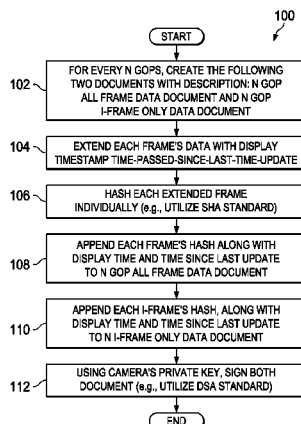 100
START
102
FOR EVERY N GOPS, CREATE THE FOLLOWING
TWO DOCUMENTS WITH DESCRIPTION: N GOP
ALL FRAME DATA DOCUMENT AND N GOP
I-FRAME ONLY DATA DOCUMENT
104
EXTEND EACH FRAME'S DATA WITH DISPLAY
TIMESTAMP TIME-PASSED-SINCE-LAST-TIME-UPDATE
106
HASH EACH EXTENDED FRAME
INDIVIDUALLY (e.g., UTILIZE SHA STANDARD)
108
APPEND EACH FRAME'S HASH ALONG WITH
DISPLAY TIME AND TIME SINCE LAST UPDATE
TO N GOP ALL FRAME DATA DOCUMENT
110
APPEND EACH I-FRAME'S HASH, ALONG WITH
DISPLAY TIME AND TIME SINCE LAST UPDATE
TO N I-FRAME ONLY DATA DOCUMENT
112
USING CAMERA'S PRIVATE KEY, SIGN BOTH
DOCUMENT (e.g., UTILIZE DSA STANDARD)
END